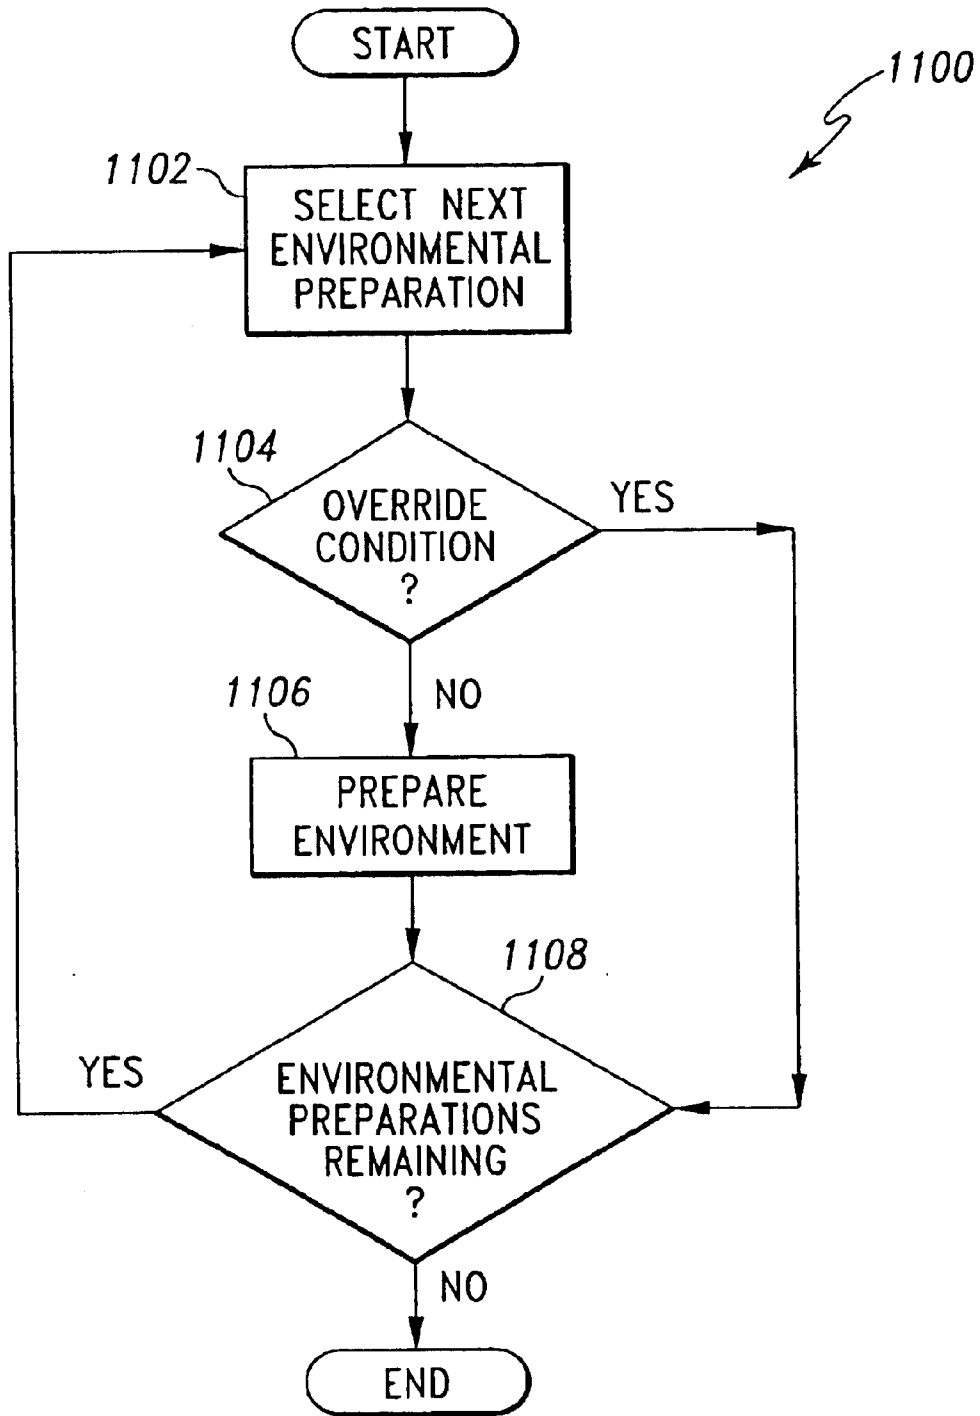 START
1100
1102
SELECT NEXT
ENVIRONMENTAL
PREPARATION
1104
OVERRIDE
CONDITION
?
YES
NO
1106
PREPARE
ENVIRONMENT
1108
ENVIRONMENTAL
PREPARATIONS
REMAINING
?
YES
NO
END